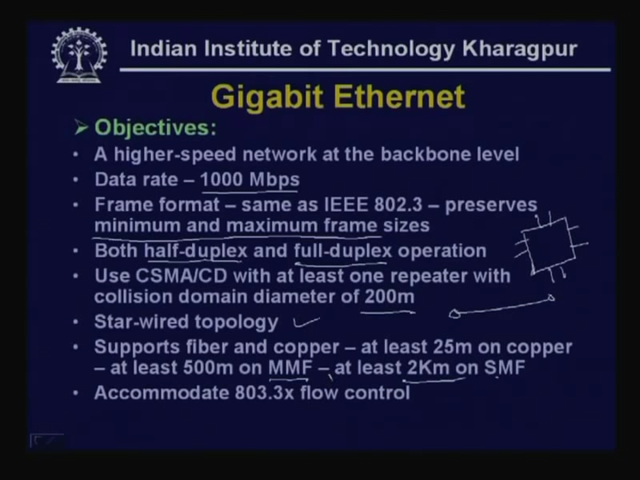 Indian Institute of Technology Kharagpur
Gigabit Ethernet
➢ Objectives:
• A higher-speed network at the backbone level
• Data rate – 1000 Mbps
• Frame format – same as IEEE 802.3 – preserves
minimum and maximum frame sizes
• Both half-duplex and full-duplex operation
• Use CSMA/CD with at least one repeater with
collision domain diameter of 200m
• Star-wired topology
• Supports fiber and copper – at least 25m on copper
– at least 500m on MMF – at least 2Km on SMF
• Accommodate 803.3x flow control